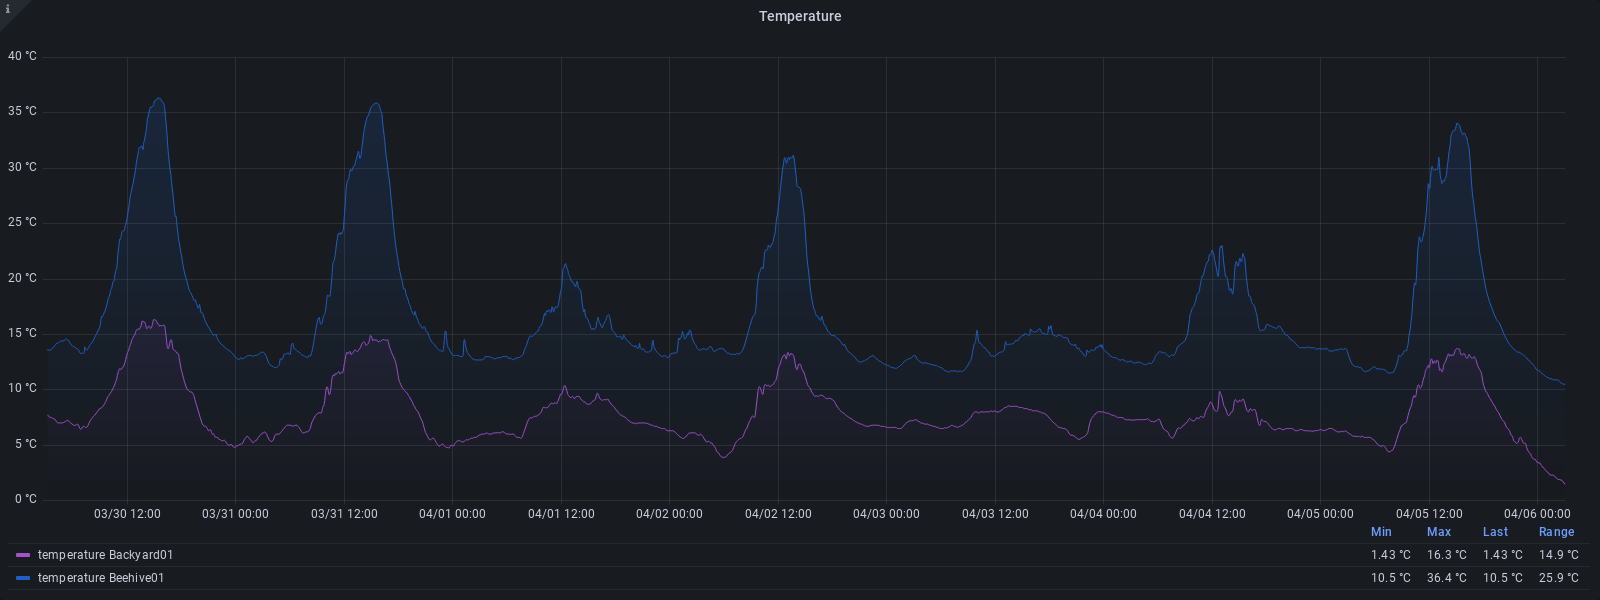 i
Temperature
40 °C
35 °C
30 °C
25 °C
20 °C
15 °C
10 °C
5 °C
0 °C
03/30 12:00 03/31 00:00 03/31 12:00 04/01 00:00 04/01 12:00 04/02 00:00 04/02 12:00 04/03 00:00 04/03 12:00 04/04 00:00 04/04 12:00 04/05 00:00 04/05 12:00 04/06 00:00
Min Max Last Range
temperature Backyard01 1.43 °C 16.3 °C 1.43 °C 14.9 °C
temperature Beehive01 10.5 °C 36.4 °C 10.5 °C 25.9 °C